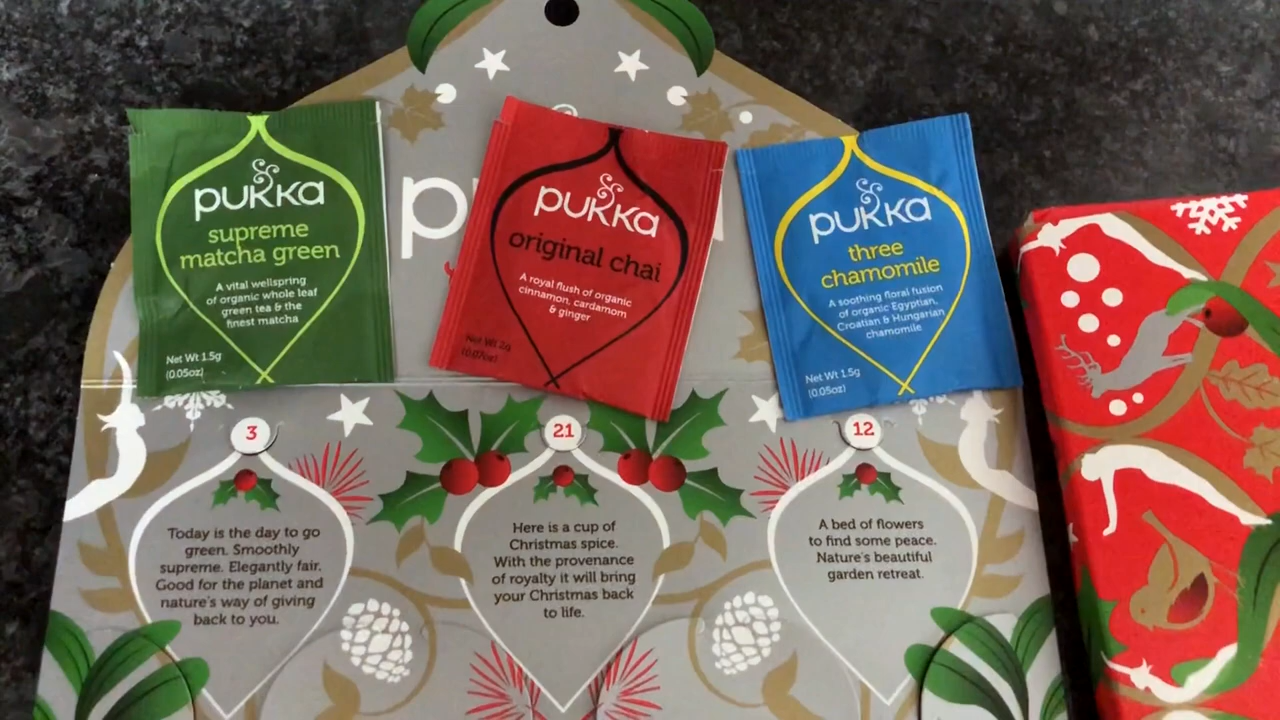 pukka
supreme
matcha green
A vital wellspring
of organic whole leaf
green tea & the
finest matcha
Net Wt 1.5g
(0.05oz)
pukka
original chai
A royal flush of organic
cinnamon, cardamom
& ginger
Net Wt 2g
(0.07oz)
pukka
three
chamomile
A soothing floral fusion
of organic Egyptian,
Croatian & Hungarian
chamomile
Net Wt 1.5g
(0.05oz)
3
Today is the day to go
green. Smoothly
supreme. Elegantly fair.
Good for the planet and
nature's way of giving
back to you.
21
Here is a cup of
Christmas spice.
With the provenance
of royalty it will bring
your Christmas back
to life.
12
A bed of flowers
to find some peace.
Nature's beautiful
garden retreat.